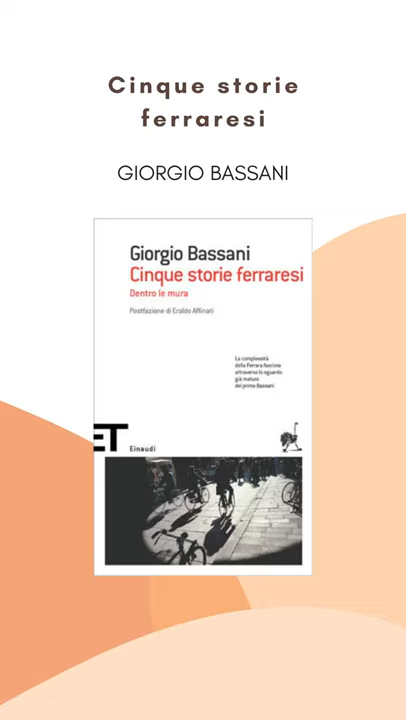 Cinque storie
ferraresi
GIORGIO BASSANI
Giorgio Bassani
Cinque storie ferraresi
Dentro le mura
Postfazione di Eraldo Affinati
La complessità
della Ferrara fascista
attraverso lo sguardo
già maturo
del primo Bassani
ET
Einaudi